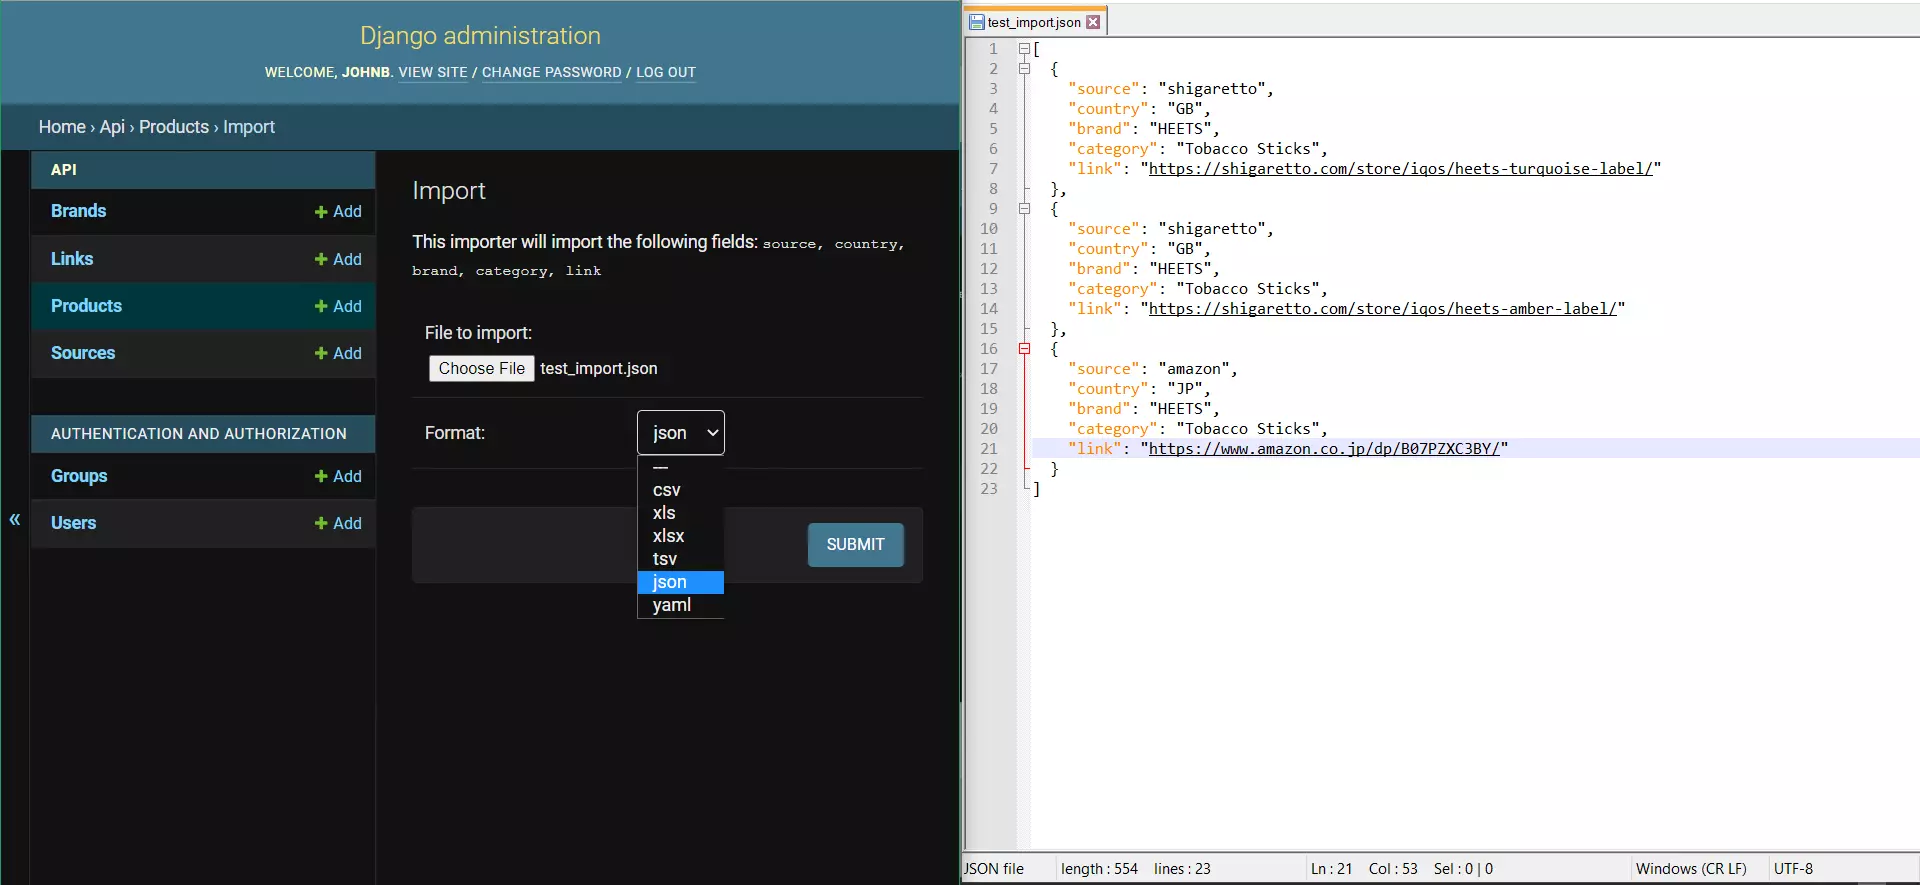 Django administration
WELCOME, JOHNB. VIEW SITE / CHANGE PASSWORD / LOG OUT
Home › Api › Products › Import
API
Brands + Add
Links + Add
Products + Add
Sources + Add
AUTHENTICATION AND AUTHORIZATION
Groups + Add
Users + Add
«
Import
This importer will import the following fields: source, country,
brand, category, link
File to import:
Choose File test_import.json
Format: json
---
csv
xls
xlsx
tsv
json
yaml
SUBMIT
test_import.json
1 [
2 {
3 "source": "shigaretto",
4 "country": "GB",
5 "brand": "HEETS",
6 "category": "Tobacco Sticks",
7 "link": "https://shigaretto.com/store/iqos/heets-turquoise-label/"
8 },
9 {
10 "source": "shigaretto",
11 "country": "GB",
12 "brand": "HEETS",
13 "category": "Tobacco Sticks",
14 "link": "https://shigaretto.com/store/iqos/heets-amber-label/"
15 },
16 {
17 "source": "amazon",
18 "country": "JP",
19 "brand": "HEETS",
20 "category": "Tobacco Sticks",
21 "link": "https://www.amazon.co.jp/dp/B07PZXC3BY/"
22 }
23 ]
JSON file length : 554 lines : 23 Ln : 21 Col : 53 Sel : 0 | 0 Windows (CR LF) UTF-8